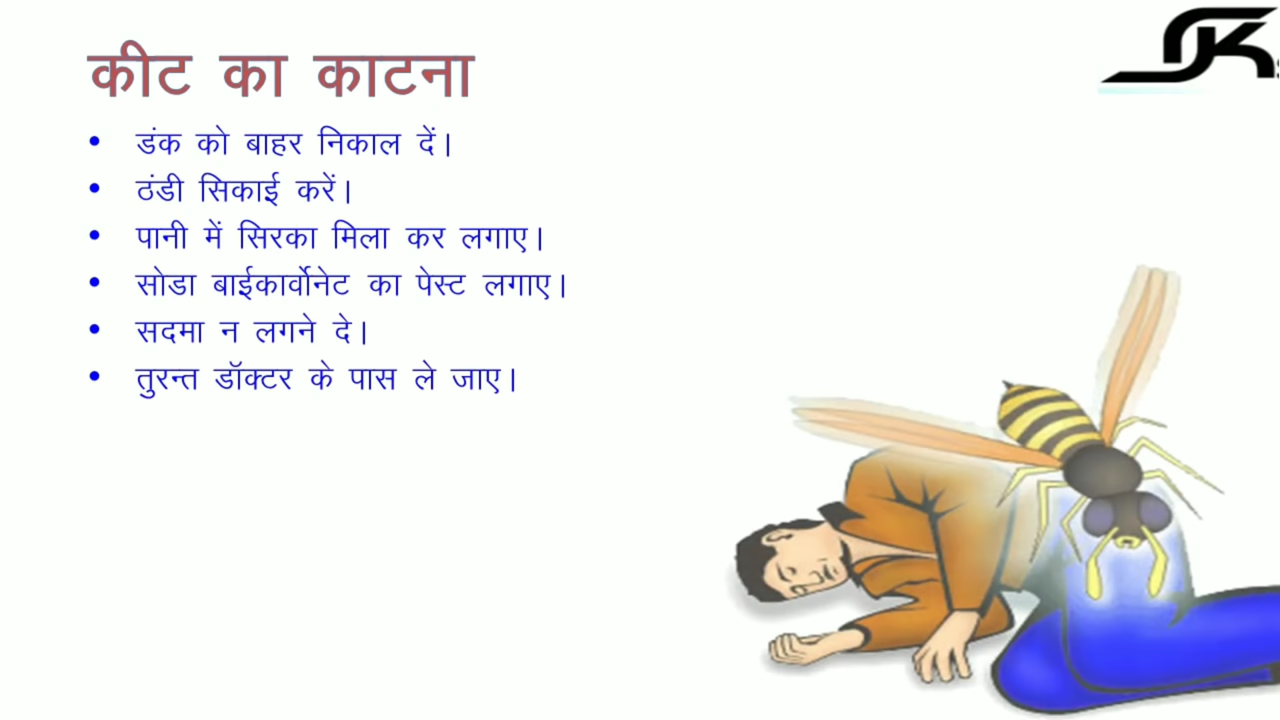 कीट का काटना
• डंक को बाहर निकाल दें।
• ठंडी सिकाई करें।
• पानी में सिरका मिला कर लगाए।
• सोडा बाईकार्वोनेट का पेस्ट लगाए।
• सदमा न लगने दे।
• तुरन्त डॉक्टर के पास ले जाए।